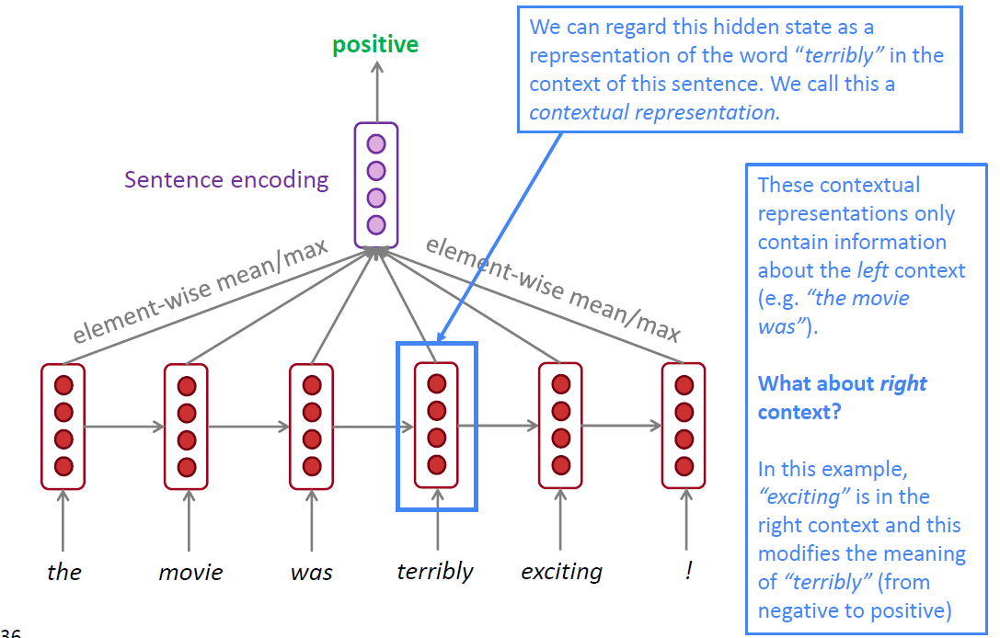 We can regard this hidden state as a
representation of the word “terribly” in the
context of this sentence. We call this a
contextual representation.
positive
Sentence encoding
These contextual
representations only
contain information
about the left context
(e.g. “the movie
was”).
What about right
context?
In this example,
“exciting” is in the
right context and this
modifies the meaning
of “terribly” (from
negative to positive)
element-wise mean/max
element-wise mean/max
the movie was terribly exciting !
36